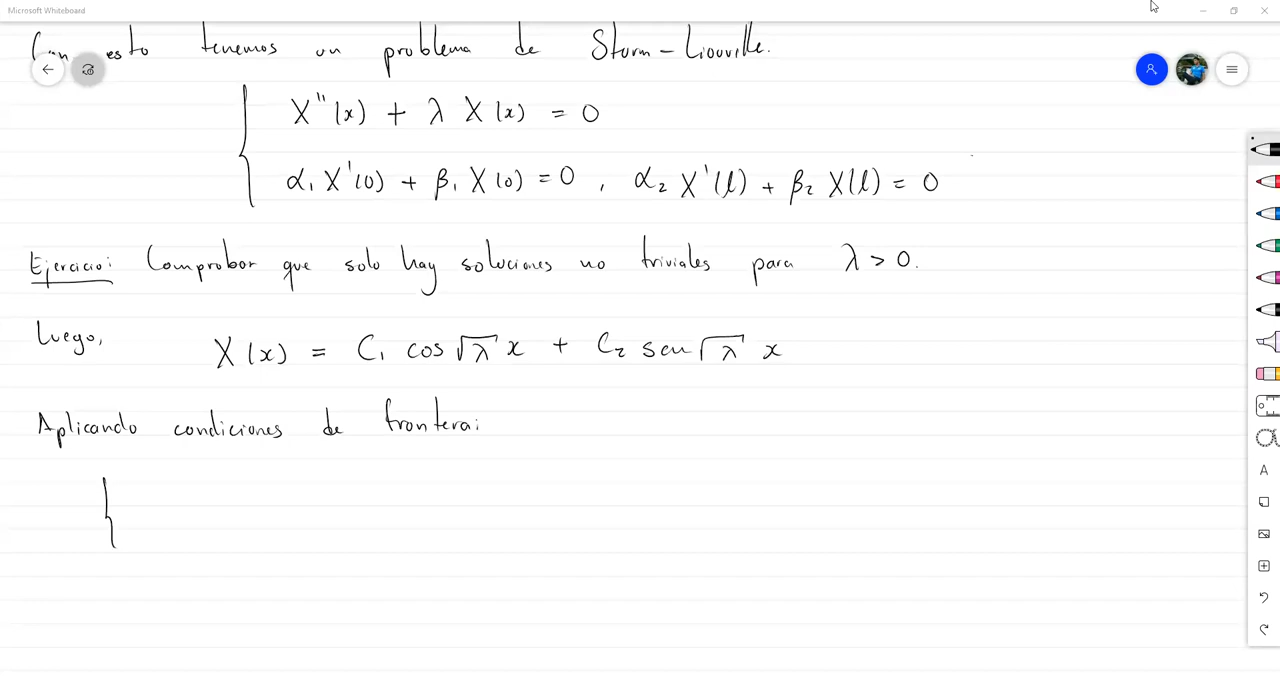 Microsoft Whiteboard
esto tenemos un problema de Sturm-Liouville.
X''(x) + λ X(x) = 0
α₁ X'(0) + β₁ X(0) = 0 , α₂ X'(l) + β₂ X(l) = 0
Ejercicio: Comprobar que solo hay soluciones no triviales para λ > 0.
Luego,
X(x) = C₁ cos √λ x + C₂ sen √λ x
Aplicando condiciones de frontera:
A